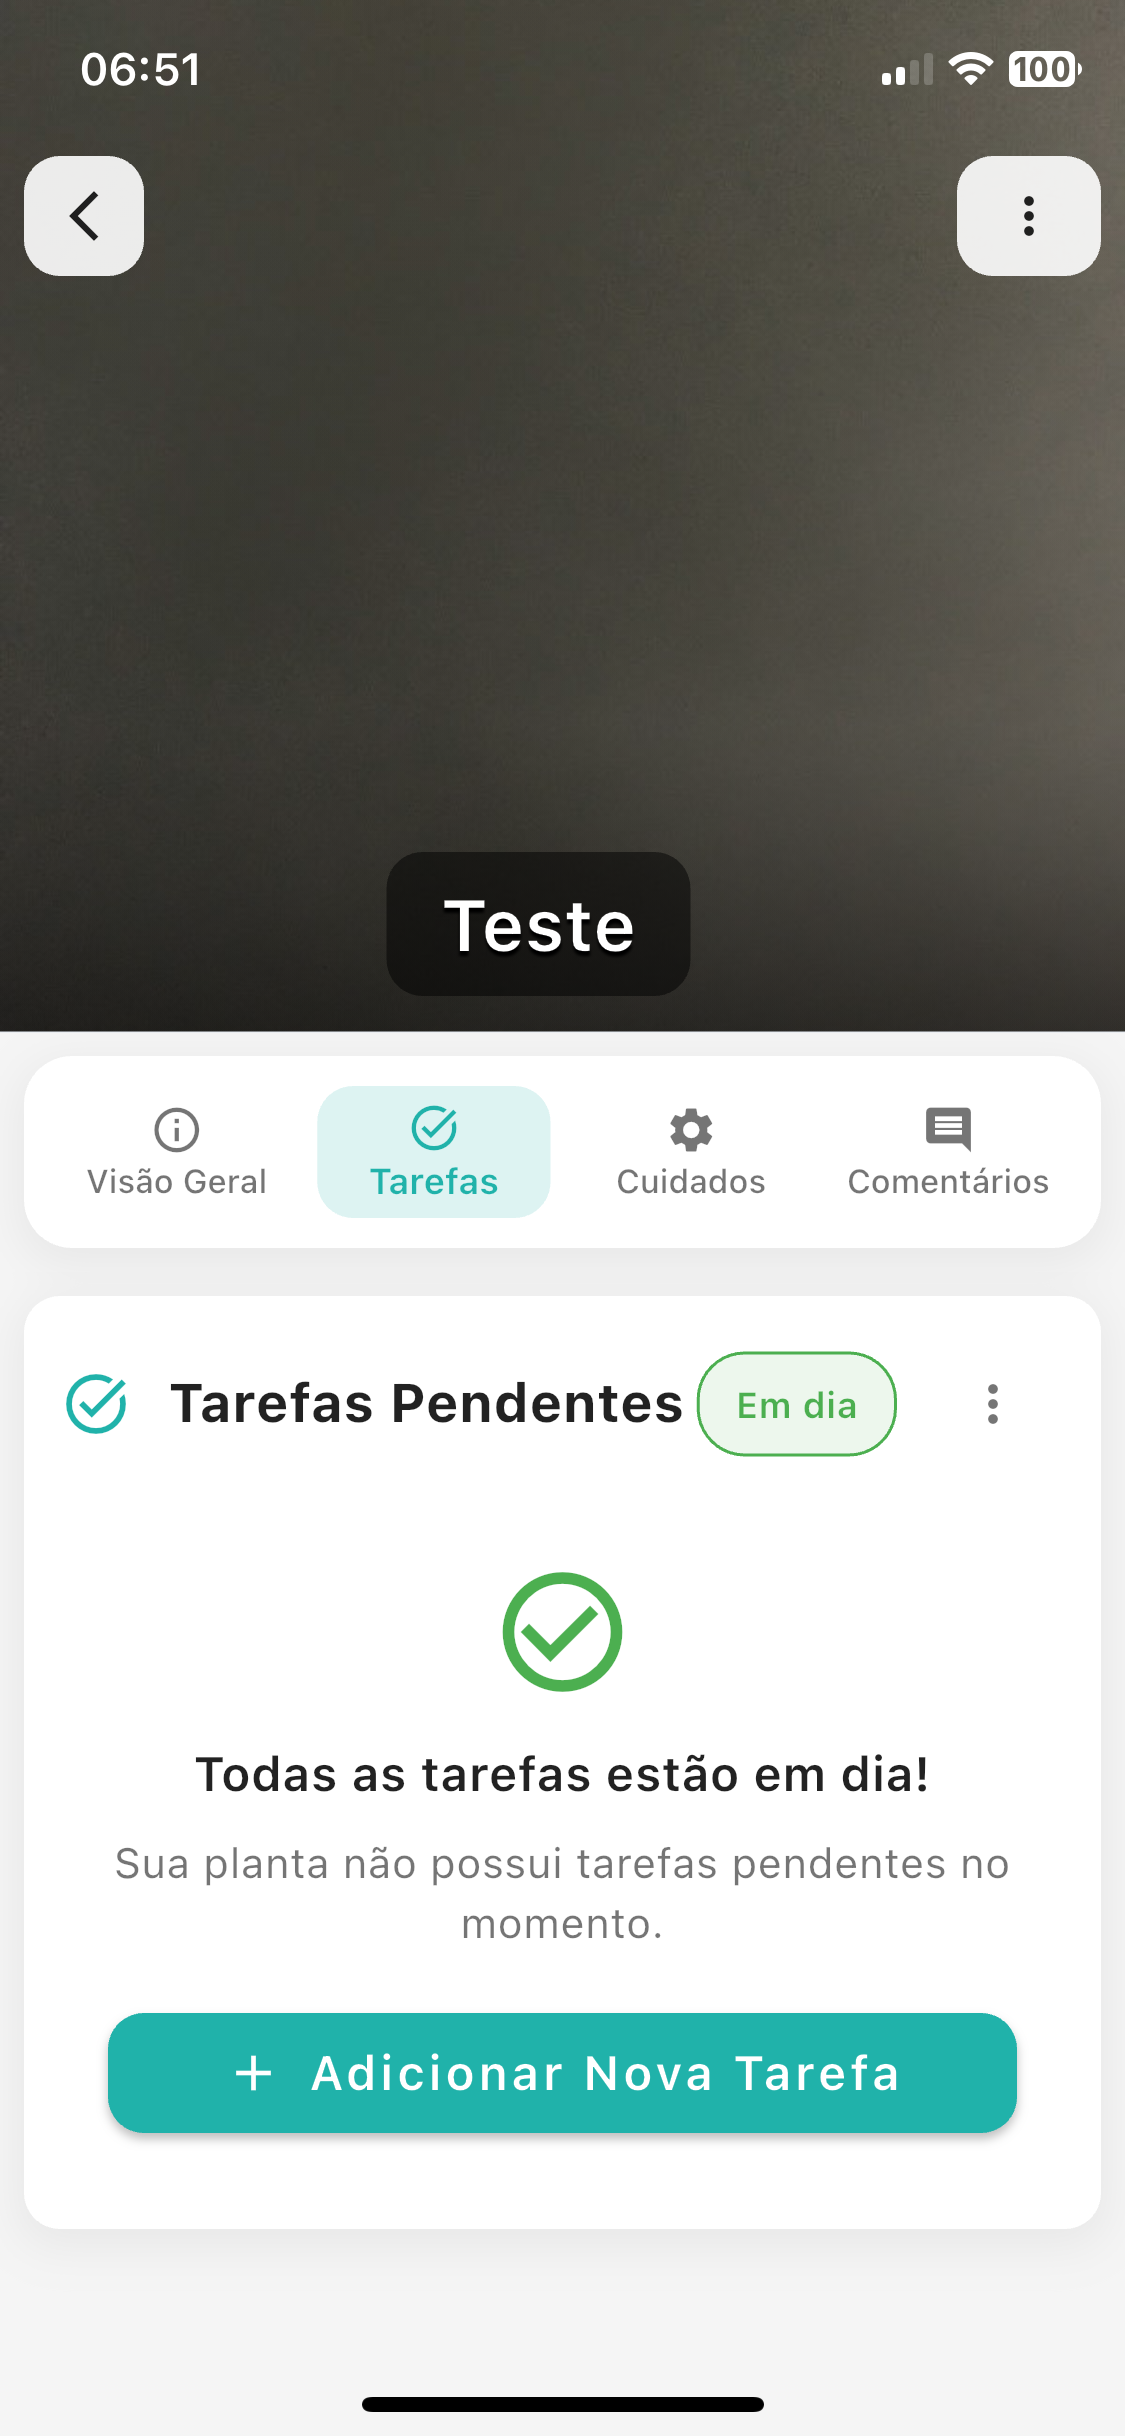 06:51
100
Teste
Visão Geral
Tarefas
Cuidados
Comentários
Tarefas Pendentes
Em dia
Todas as tarefas estão em dia!
Sua planta não possui tarefas pendentes no
momento.
+ Adicionar Nova Tarefa